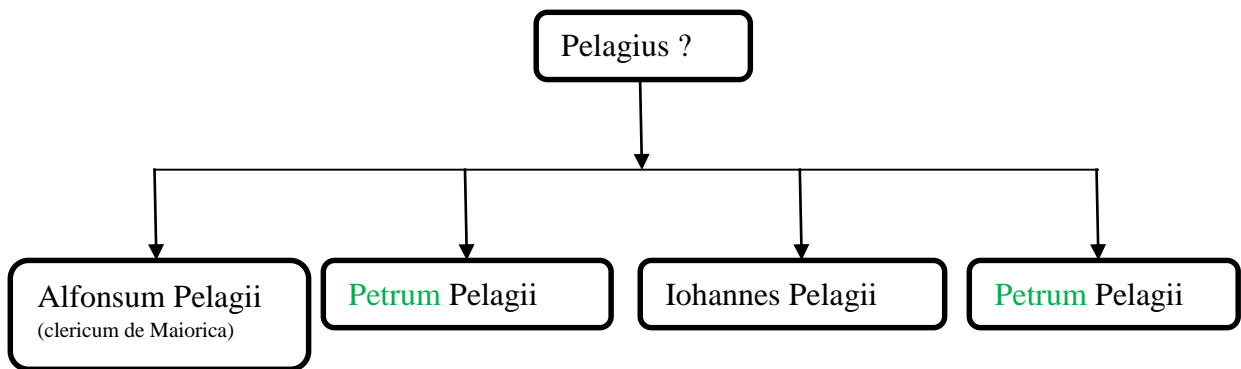 Pelagius ?
Alfonsum Pelagii
(clericum de Maiorica)
Petrum Pelagii
Iohannes Pelagii
Petrum Pelagii